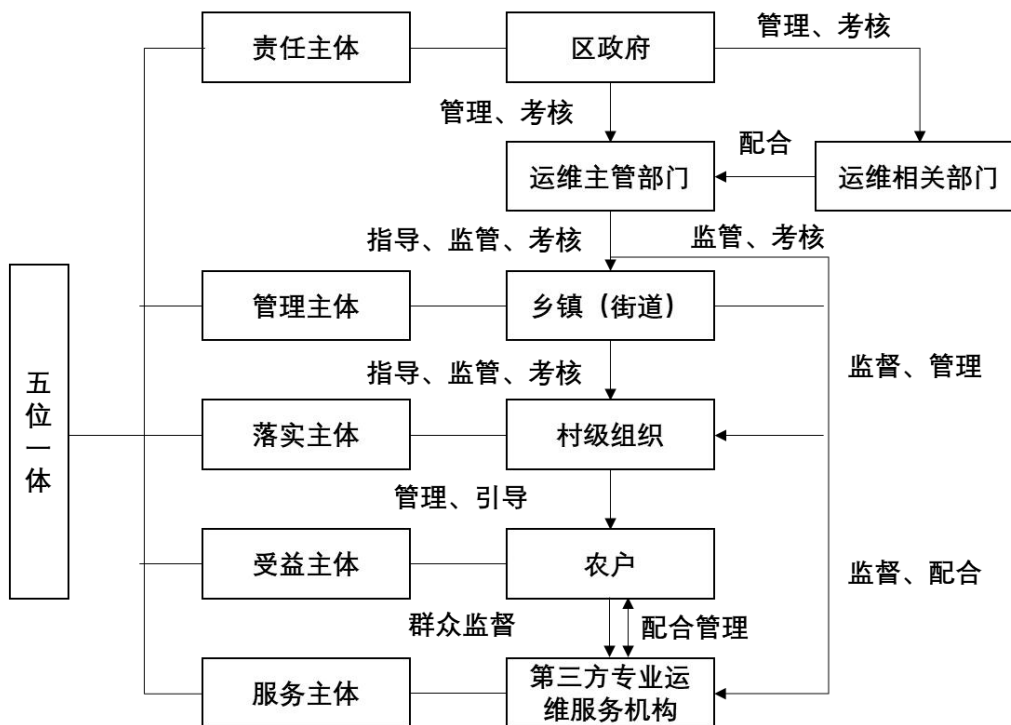 责任主体
区政府
管理、考核
管理、考核
配合
运维主管部门
运维相关部门
指导、监管、考核
监管、考核
管理主体
乡镇（街道）
指导、监管、考核
监督、管理
五位一体
落实主体
村级组织
管理、引导
受益主体
农户
监督、配合
群众监督
配合管理
服务主体
第三方专业运
维服务机构